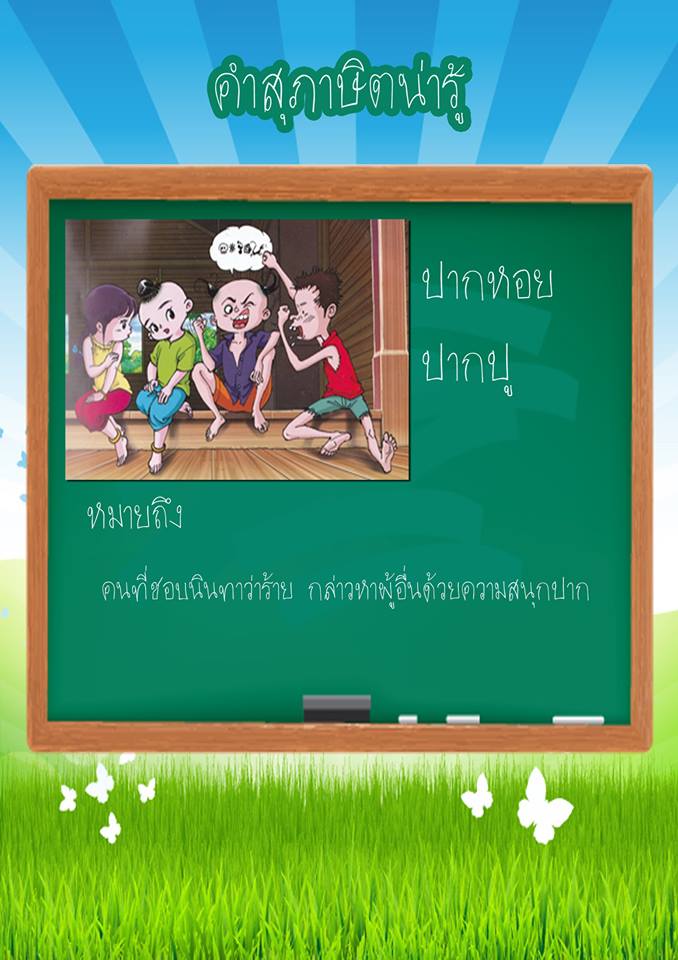 คำสุภาษิตน่ารู้
ปากหอย
ปากปู
หมายถึง
คนที่ชอบนินทาว่าร้าย กล่าวหาผู้อื่นด้วยความสนุกปาก